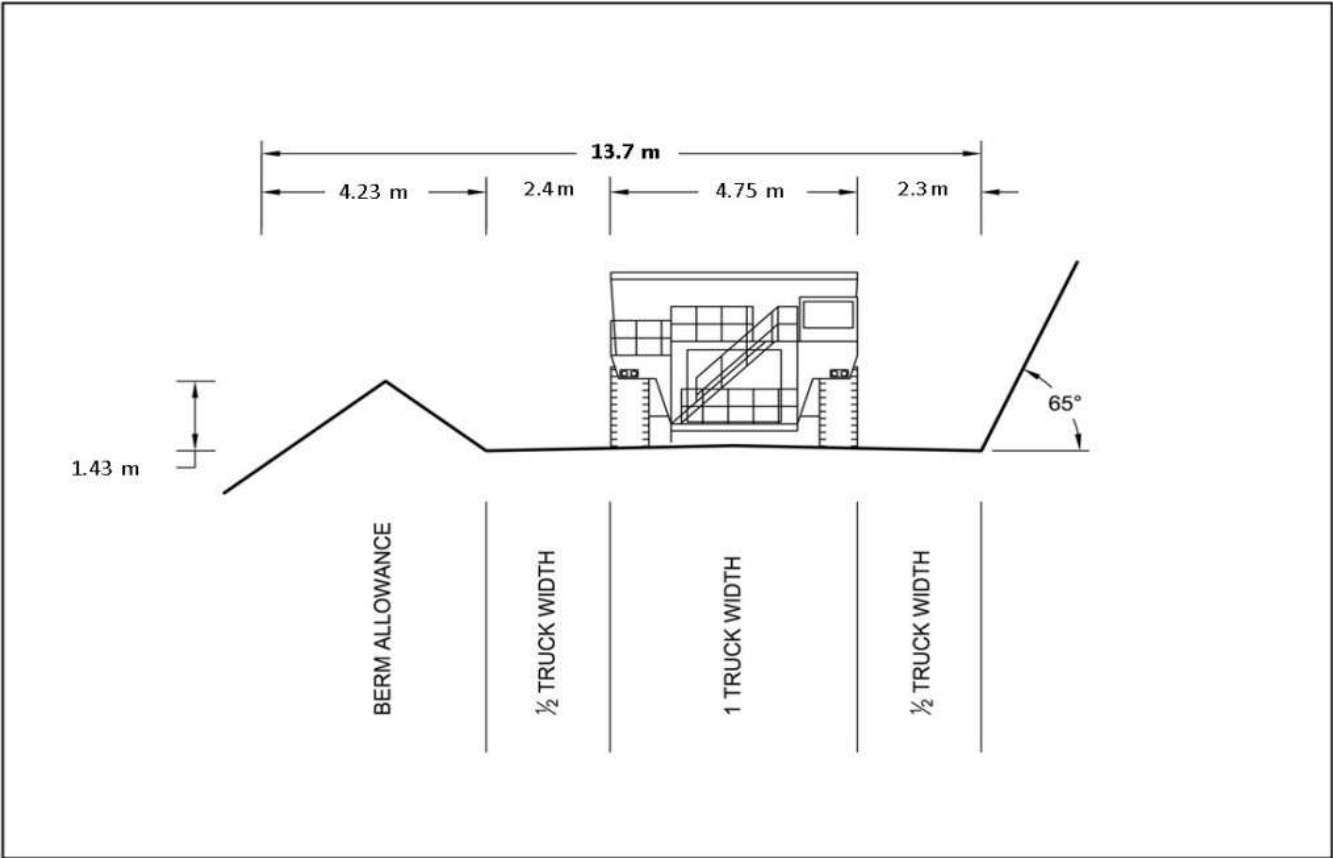 13.7 m
4.23 m
2.4 m
4.75 m
2.3 m
65°
1.43 m
BERM ALLOWANCE
½ TRUCK WIDTH
1 TRUCK WIDTH
½ TRUCK WIDTH